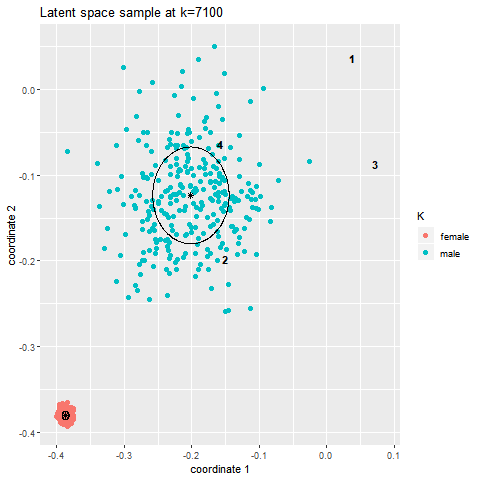 Latent space sample at k=7100
1
0.0
4
3
-0.1
K
female
male
2
-0.2
-0.3
-0.4
-0.4 -0.3 -0.2 -0.1 0.0 0.1
coordinate 1
coordinate 2